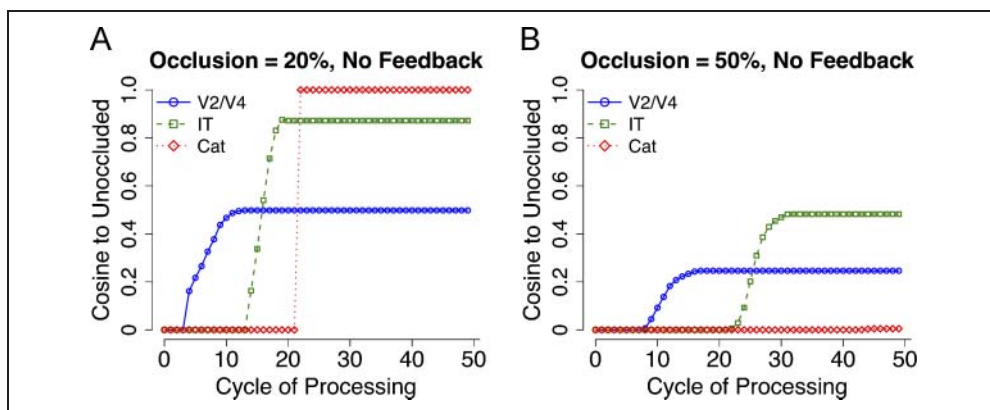 A
Occlusion = 20%, No Feedback
Cosine to Unoccluded
0 0.2 0.4 0.6 0.8 1.0
V2/V4
IT
Cat
0 10 20 30 40 50
Cycle of Processing
B
Occlusion = 50%, No Feedback
Cosine to Unoccluded
0 0.2 0.4 0.6 0.8 1.0
V2/V4
IT
Cat
0 10 20 30 40 50
Cycle of Processing